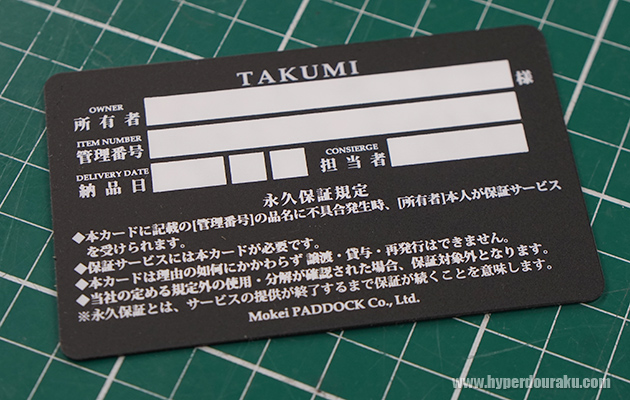 TAKUMI
OWNER
所有者 様
ITEM NUMBER
管理番号
DELIVERY DATE CONSIERGE
納品日 担当者
永久保証規定
◆本カードに記載の[管理番号]の品名に不具合発生時、[所有者]本人が保証サービス
を受けられます。
◆保証サービスには本カードが必要です。
◆本カードは理由の如何にかかわらず 譲渡・貸与・再発行はできません。
◆当社の定める規定外の使用・分解が確認された場合、保証対象外となります。
※永久保証とは、サービスの提供が終了するまで保証が続くことを意味します。
Mokei PADDOCK Co., Ltd.
www.hyperdouraku.com